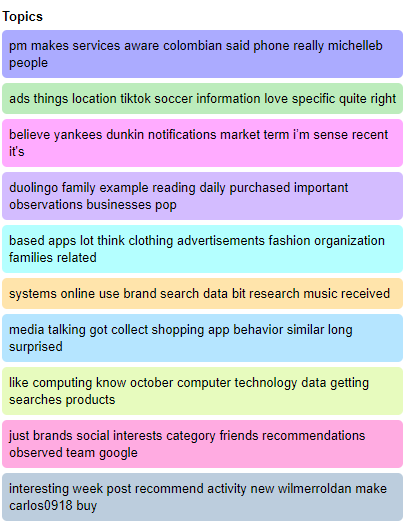 Topics
pm makes services aware colombian said phone really michelleb
people
ads things location tiktok soccer information love specific quite right
believe yankees dunkin notifications market term i'm sense recent
it's
duolingo family example reading daily purchased important
observations businesses pop
based apps lot think clothing advertisements fashion organization
families related
systems online use brand search data bit research music received
media talking got collect shopping app behavior similar long
surprised
like computing know october computer technology data getting
searches products
just brands social interests category friends recommendations
observed team google
interesting week post recommend activity new wilmerroldan make
carlos0918 buy